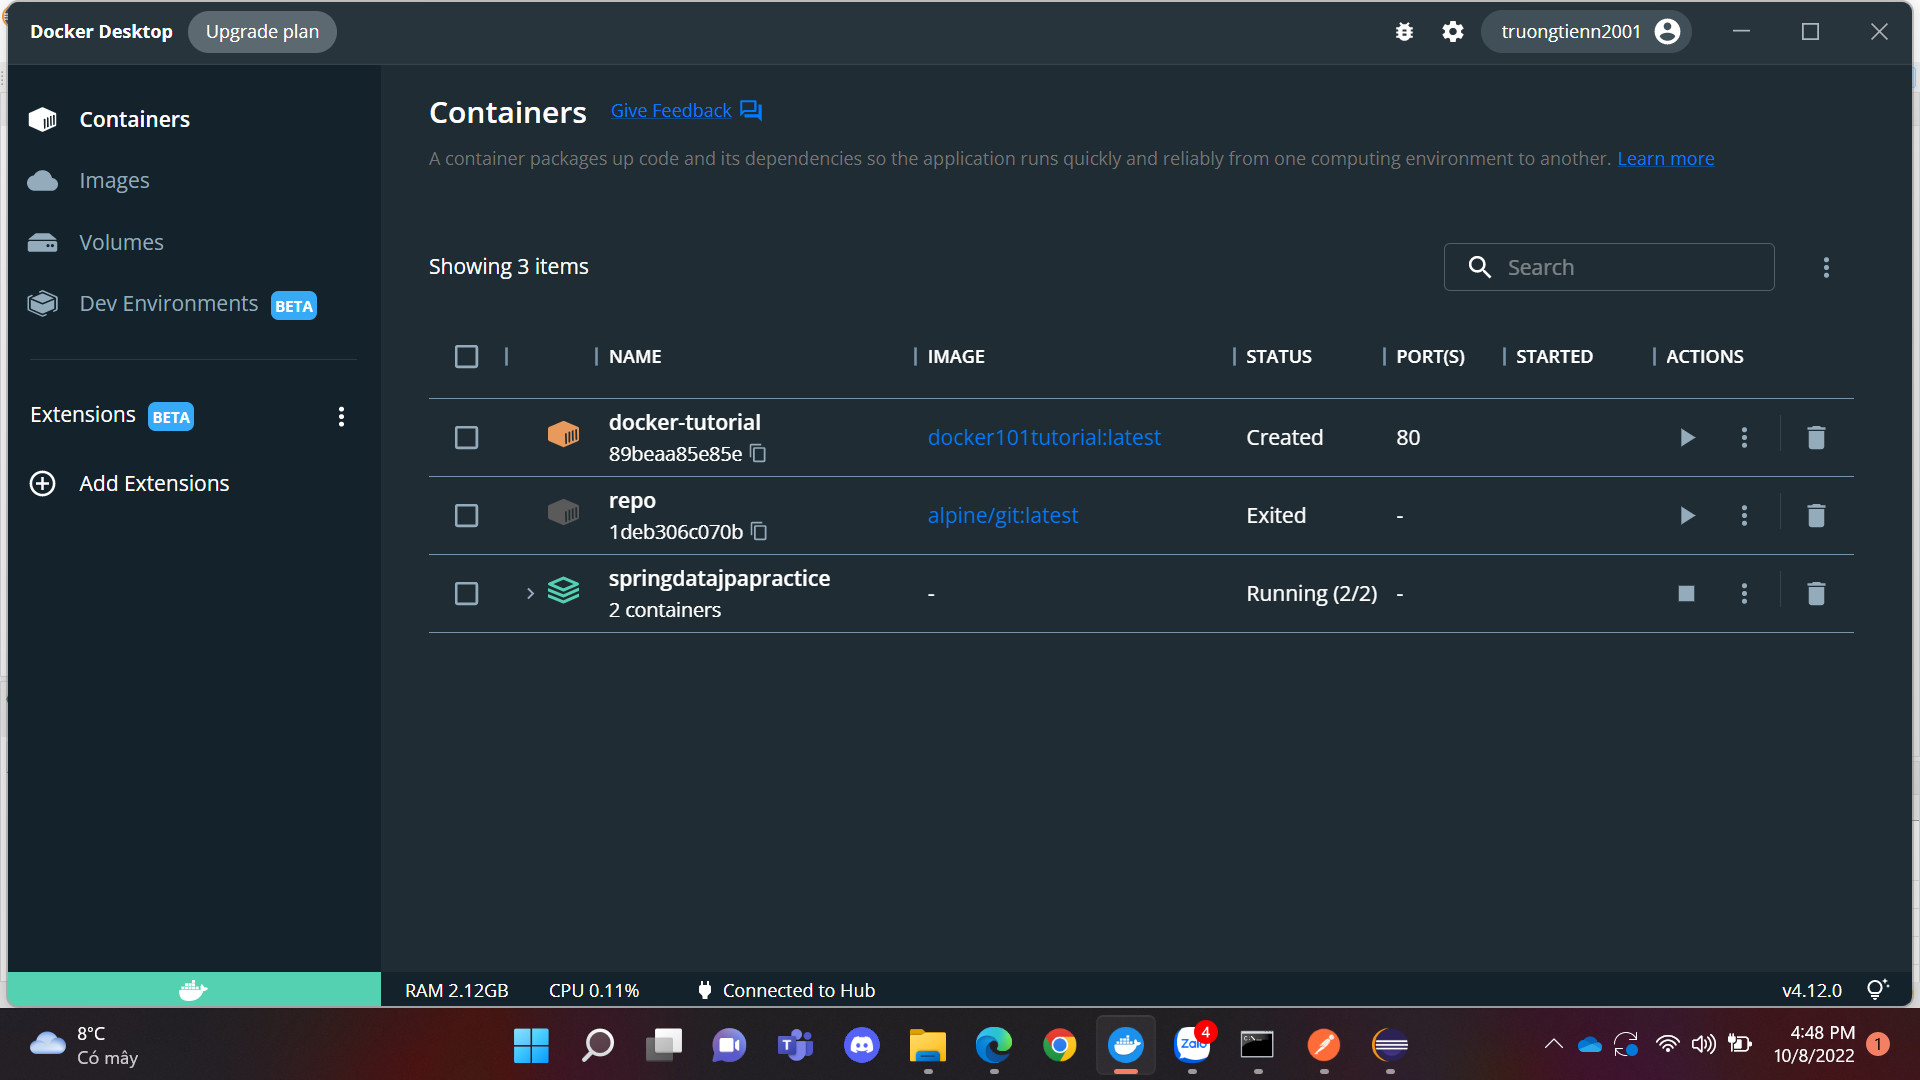 Docker Desktop
Upgrade plan
truongtienn2001
Containers
Images
Volumes
Dev Environments BETA
Extensions BETA
Add Extensions
Containers Give Feedback
A container packages up code and its dependencies so the application runs quickly and reliably from one computing environment to another. Learn more
Showing 3 items
Search
NAME IMAGE STATUS PORT(S) STARTED ACTIONS
docker-tutorial
89beaa85e85e
docker101tutorial:latest
Created
80
repo
1deb306c070b
alpine/git:latest
Exited
-
springdatajpapractice
2 containers
-
Running (2/2)
-
RAM 2.12GB CPU 0.11% Connected to Hub
v4.12.0
8°C
Có mây
Zalo
4
4:48 PM
10/8/2022
1